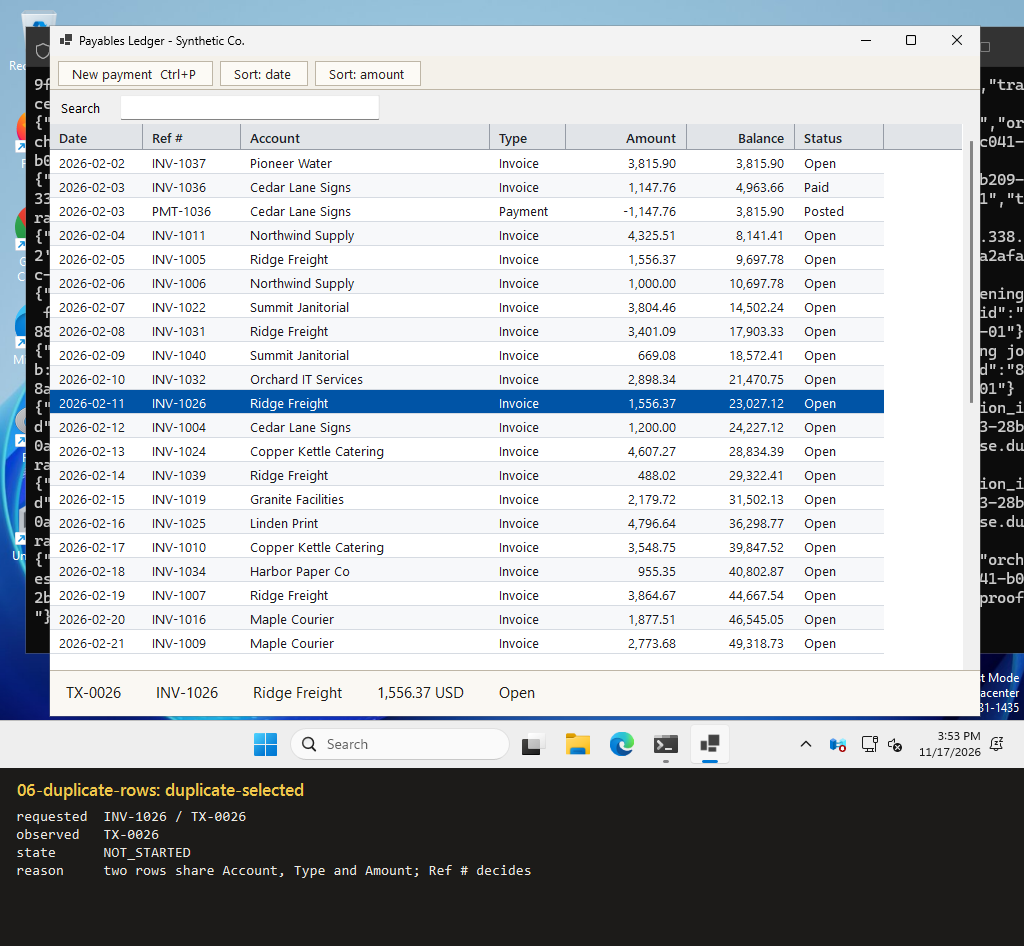 Payables Ledger - Synthetic Co.
New payment Ctrl+P Sort: date Sort: amount
Search
Date Ref # Account Type Amount Balance Status
2026-02-02 INV-1037 Pioneer Water Invoice 3,815.90 3,815.90 Open
2026-02-03 INV-1036 Cedar Lane Signs Invoice 1,147.76 4,963.66 Paid
2026-02-03 PMT-1036 Cedar Lane Signs Payment -1,147.76 3,815.90 Posted
2026-02-04 INV-1011 Northwind Supply Invoice 4,325.51 8,141.41 Open
2026-02-05 INV-1005 Ridge Freight Invoice 1,556.37 9,697.78 Open
2026-02-06 INV-1006 Northwind Supply Invoice 1,000.00 10,697.78 Open
2026-02-07 INV-1022 Summit Janitorial Invoice 3,804.46 14,502.24 Open
2026-02-08 INV-1031 Ridge Freight Invoice 3,401.09 17,903.33 Open
2026-02-09 INV-1040 Summit Janitorial Invoice 669.08 18,572.41 Open
2026-02-10 INV-1032 Orchard IT Services Invoice 2,898.34 21,470.75 Open
2026-02-11 INV-1026 Ridge Freight Invoice 1,556.37 23,027.12 Open
2026-02-12 INV-1004 Cedar Lane Signs Invoice 1,200.00 24,227.12 Open
2026-02-13 INV-1024 Copper Kettle Catering Invoice 4,607.27 28,834.39 Open
2026-02-14 INV-1039 Ridge Freight Invoice 488.02 29,322.41 Open
2026-02-15 INV-1019 Granite Facilities Invoice 2,179.72 31,502.13 Open
2026-02-16 INV-1025 Linden Print Invoice 4,796.64 36,298.77 Open
2026-02-17 INV-1010 Copper Kettle Catering Invoice 3,548.75 39,847.52 Open
2026-02-18 INV-1034 Harbor Paper Co Invoice 955.35 40,802.87 Open
2026-02-19 INV-1007 Ridge Freight Invoice 3,864.67 44,667.54 Open
2026-02-20 INV-1016 Maple Courier Invoice 1,877.51 46,545.05 Open
2026-02-21 INV-1009 Maple Courier Invoice 2,773.68 49,318.73 Open
TX-0026 INV-1026 Ridge Freight 1,556.37 USD Open
t Mode
acenter
31-1435
Search
3:53 PM
11/17/2026
06-duplicate-rows: duplicate-selected
requested INV-1026 / TX-0026
observed TX-0026
state NOT_STARTED
reason two rows share Account, Type and Amount; Ref # decides